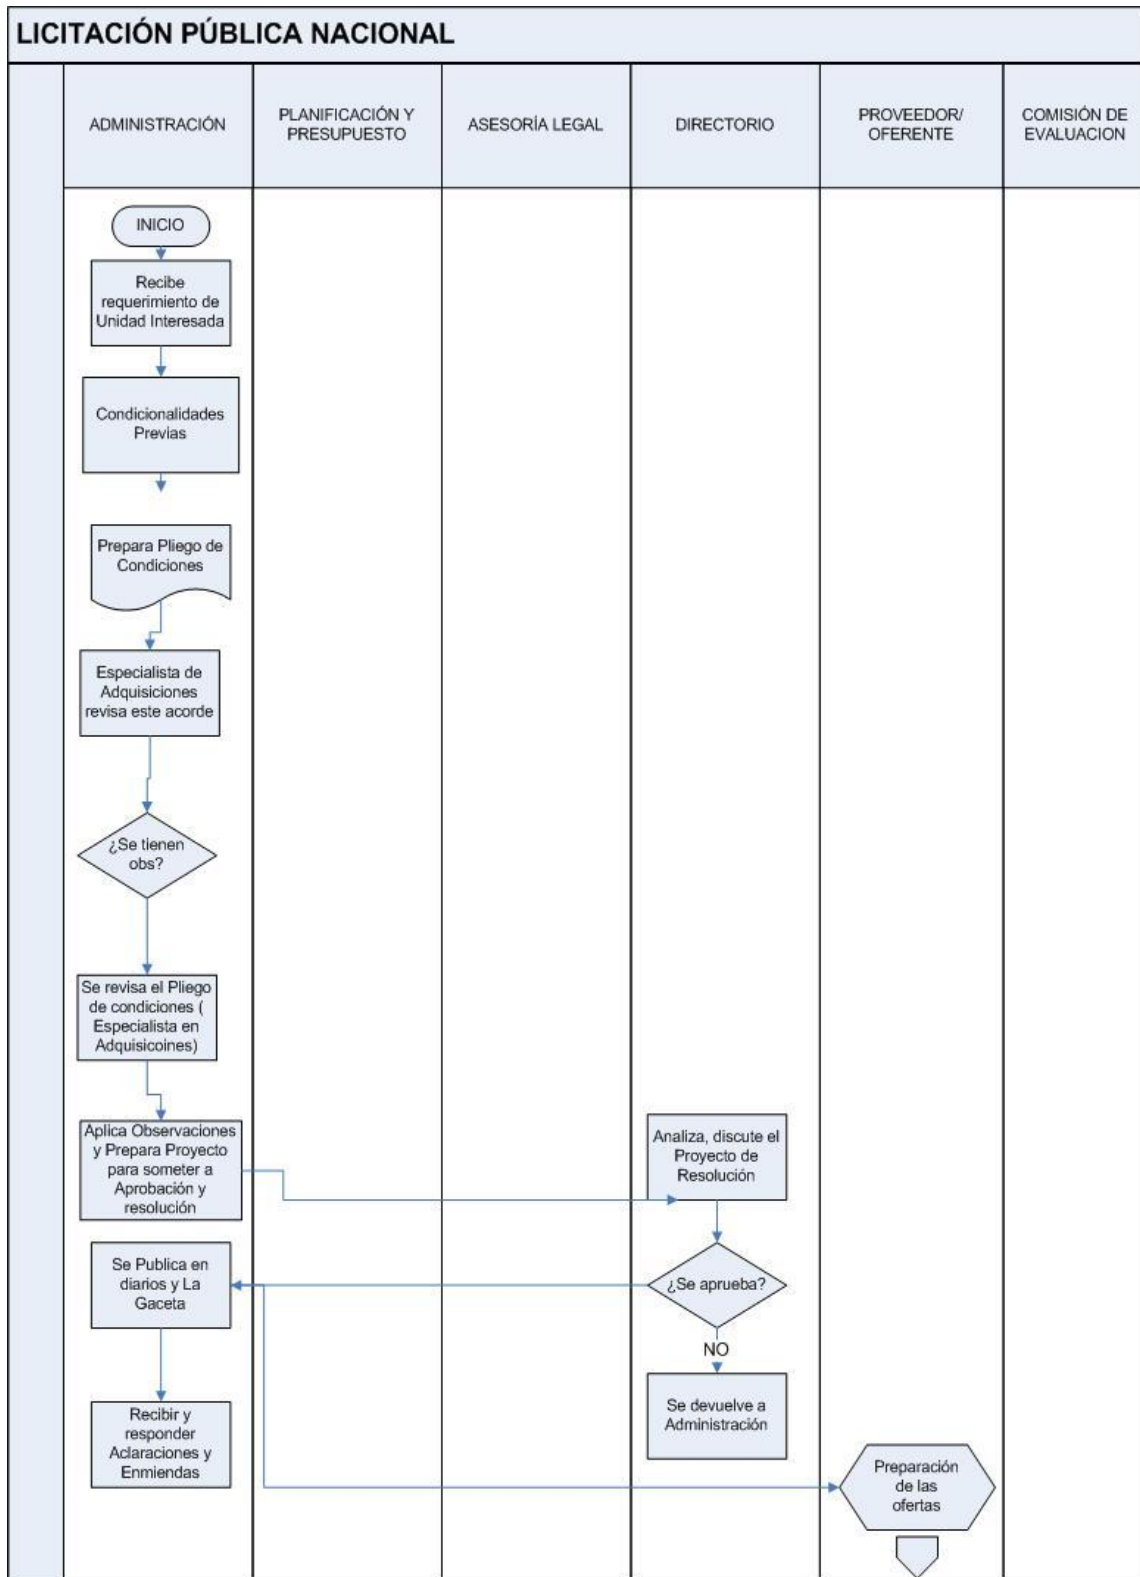 LICITACIÓN PÚBLICA NACIONAL
ADMINISTRACIÓN
PLANIFICACIÓN Y
PRESUPUESTO
ASESORÍA LEGAL
DIRECTORIO
PROVEEDOR/
OFERENTE
COMISIÓN DE
EVALUACION
INICIO
Recibe
requerimiento de
Unidad Interesada
Condicionalidades
Previas
Prepara Pliego de
Condiciones
Especialista de
Adquisiciones
revisa este acorde
¿Se tienen
obs?
Se revisa el Pliego
de condiciones (
Especialista en
Adquisicoines)
Aplica Observaciones
y Prepara Proyecto
para someter a
Aprobación y
resolución
Analiza, discute el
Proyecto de
Resolución
Se Publica en
diarios y La
Gaceta
¿Se aprueba?
NO
Se devuelve a
Administración
Recibir y
responder
Aclaraciones y
Enmiendas
Preparación
de las
ofertas